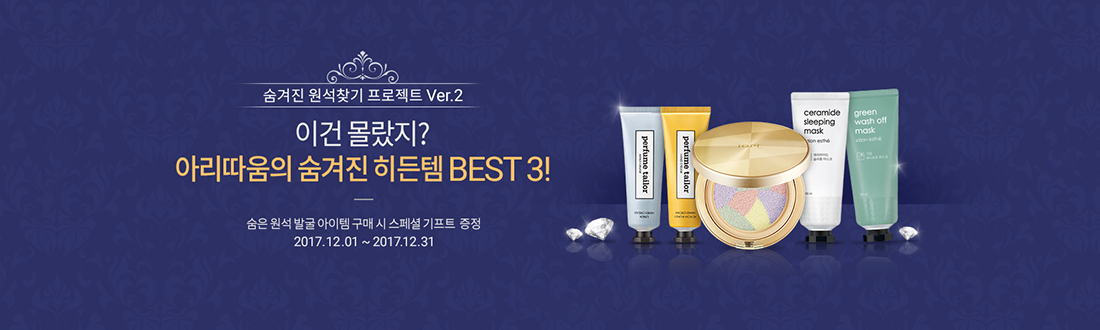 숨겨진 원석찾기 프로젝트 Ver.2
이건 몰랐지?
아리따움의 숨겨진 히든템 BEST 3!
숨은 원석 발굴 아이템 구매 시 스페셜 기프트 증정
2017.12.01 ~ 2017.12.31
perfume tailor
perfume tailor
ceramide
sleeping
mask
green
wash off
mask